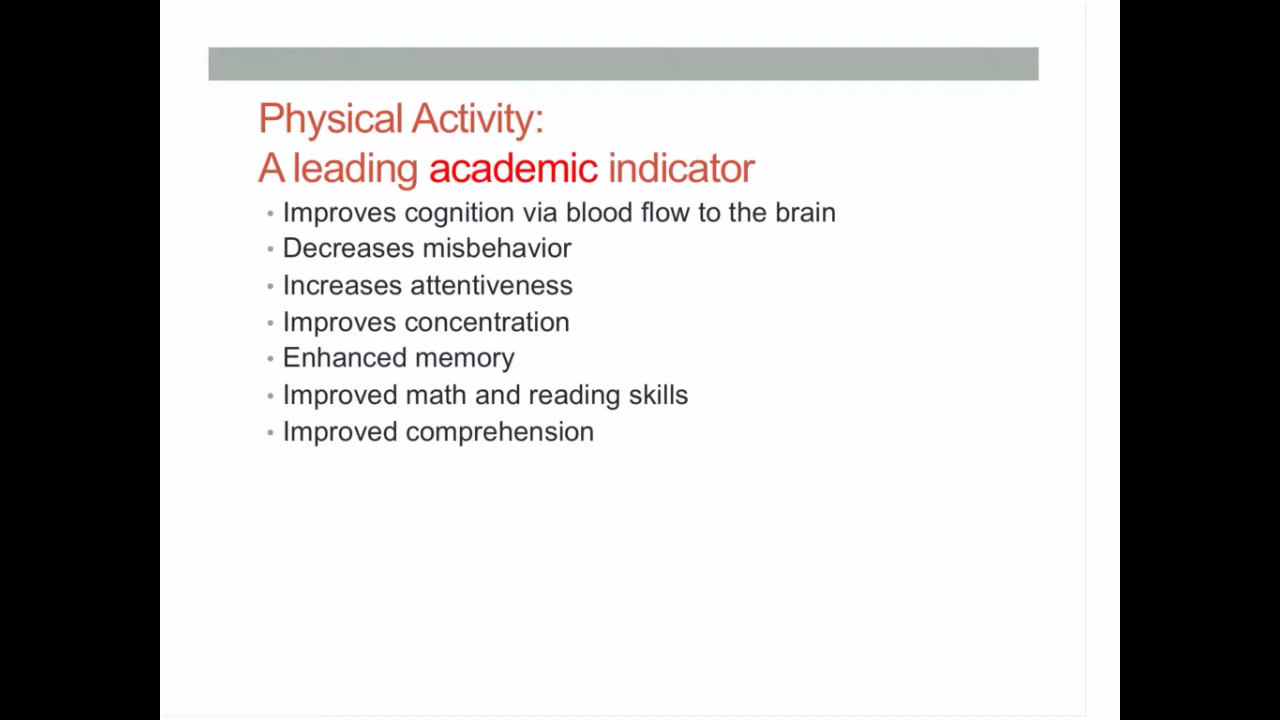 Physical Activity:
A leading academic indicator
• Improves cognition via blood flow to the brain
• Decreases misbehavior
• Increases attentiveness
• Improves concentration
• Enhanced memory
• Improved math and reading skills
• Improved comprehension